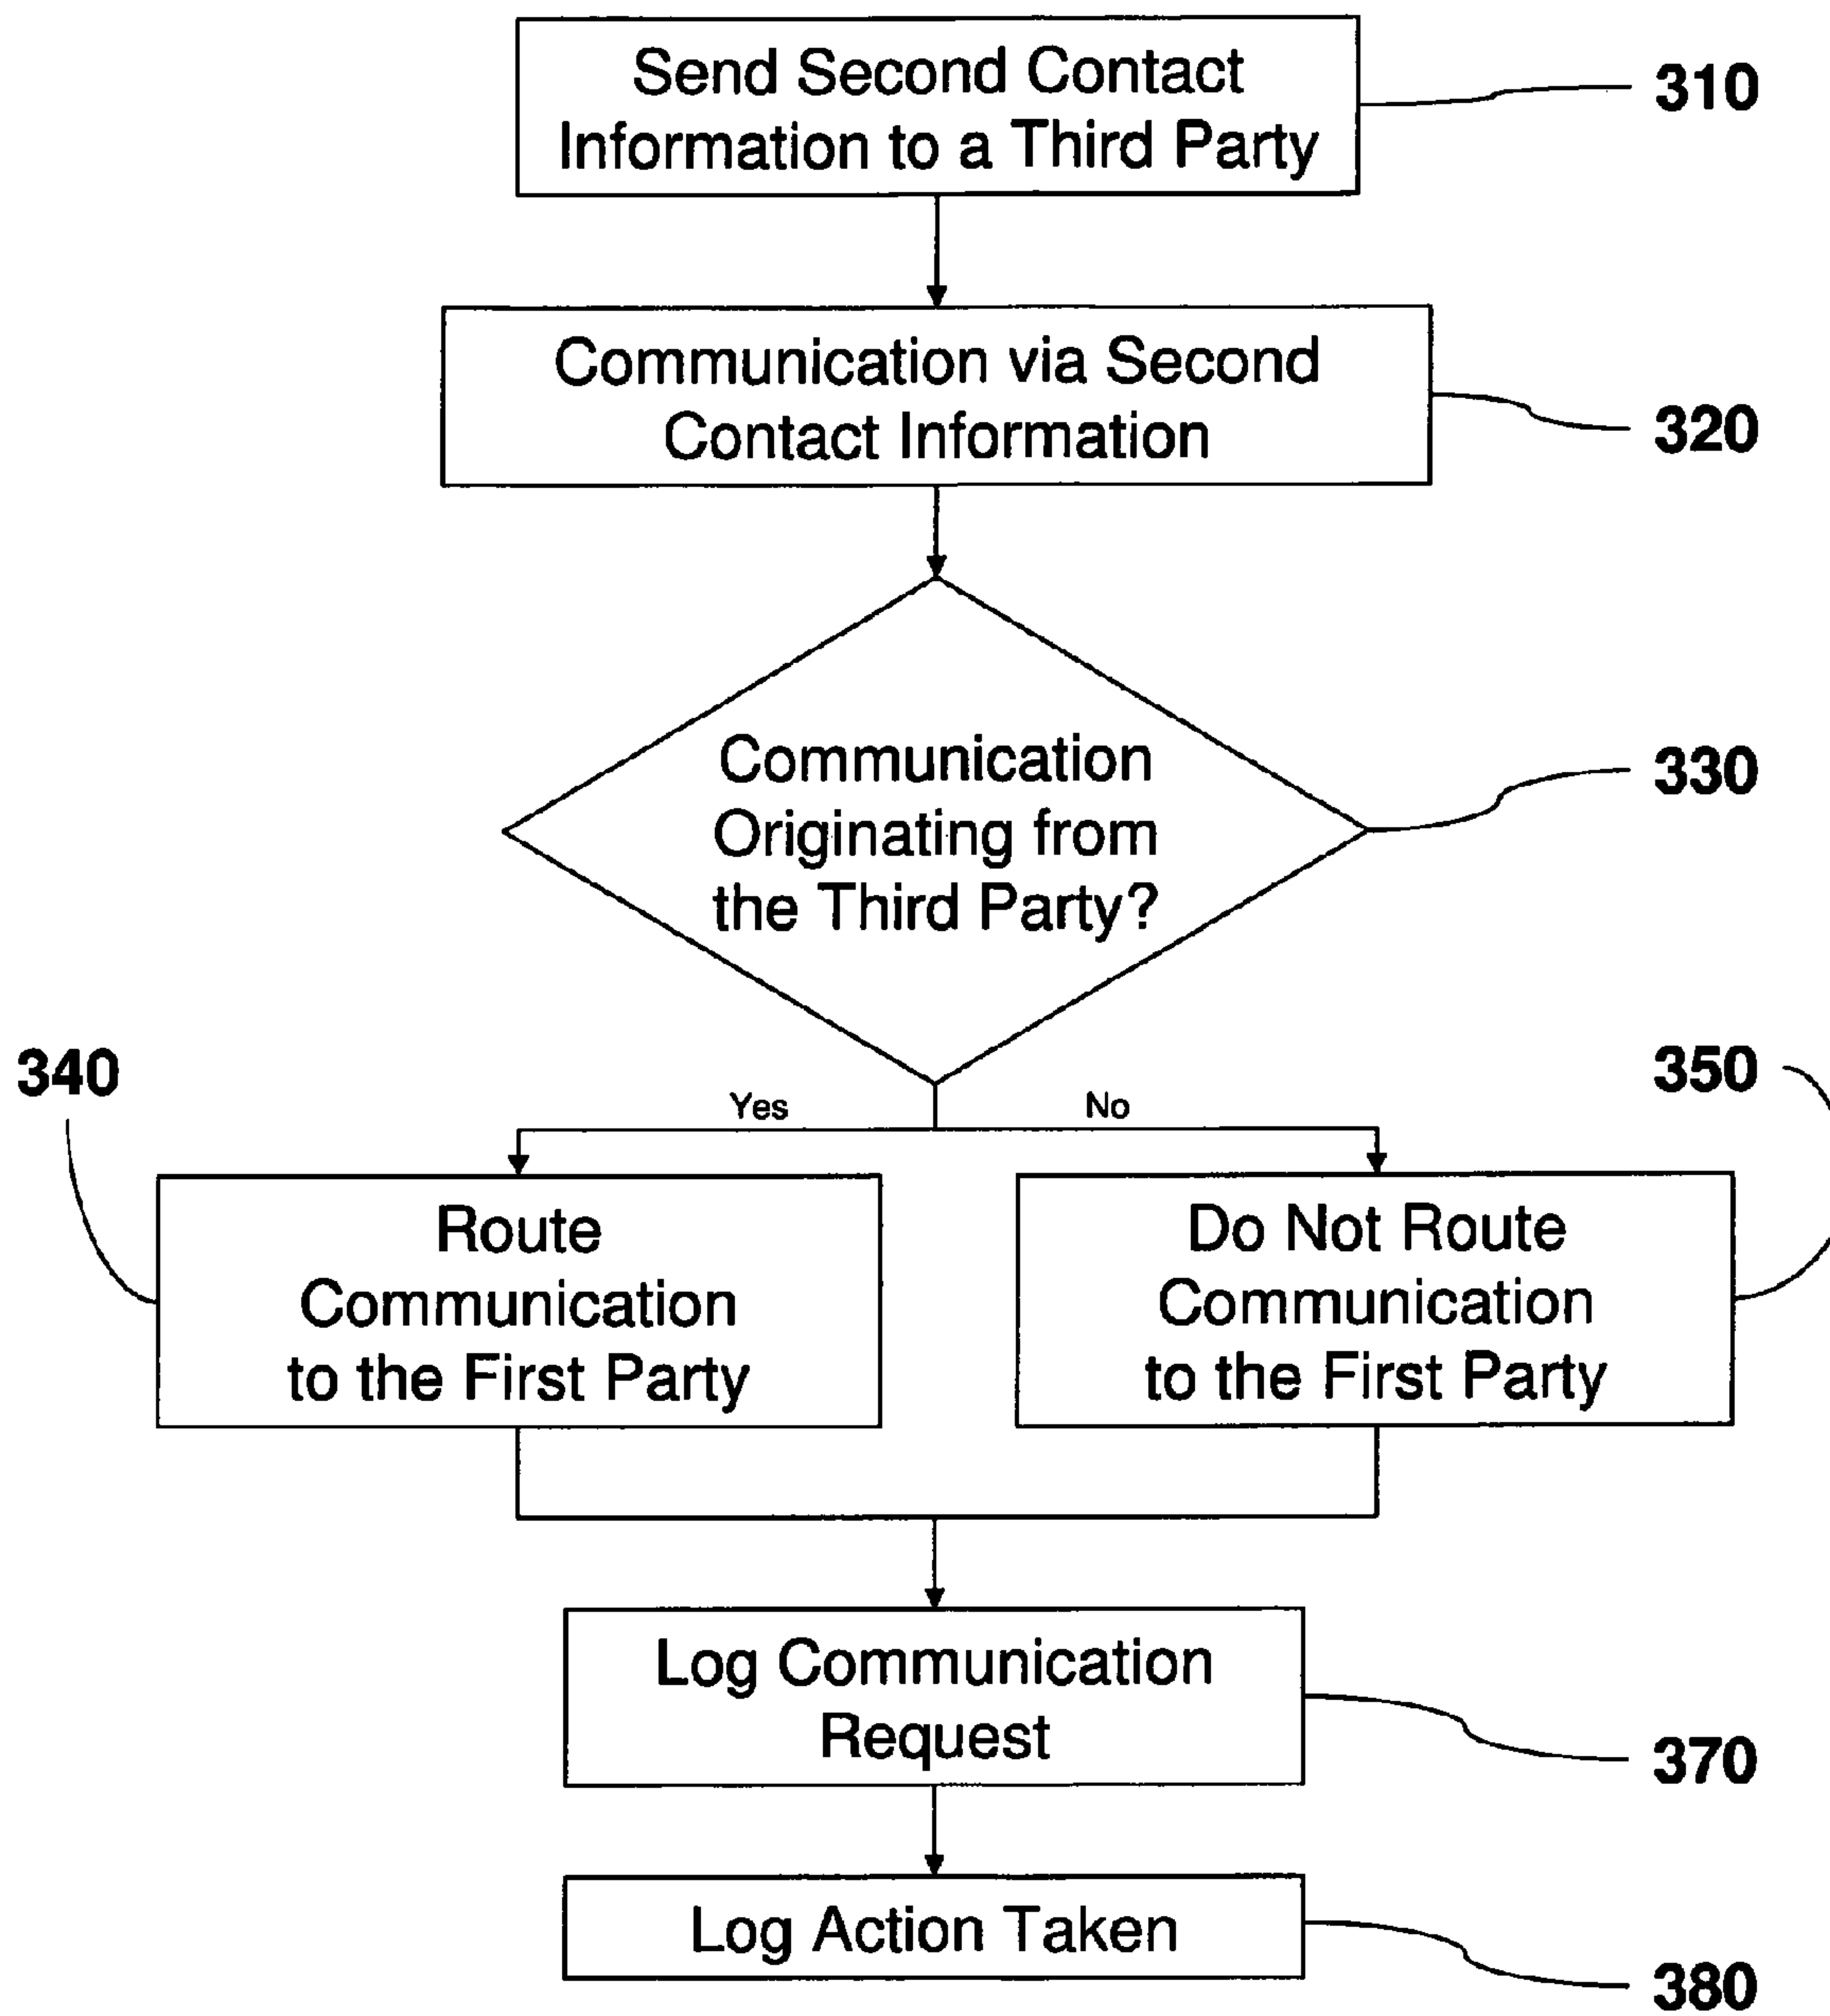 Send Second Contact
Information to a Third Party
310
Communication via Second
Contact Information
320
Communication
Originating from
the Third Party?
330
340
350
Yes
No
Route
Communication
to the First Party
Do Not Route
Communication
to the First Party
Log Communication
Request
370
Log Action Taken
380